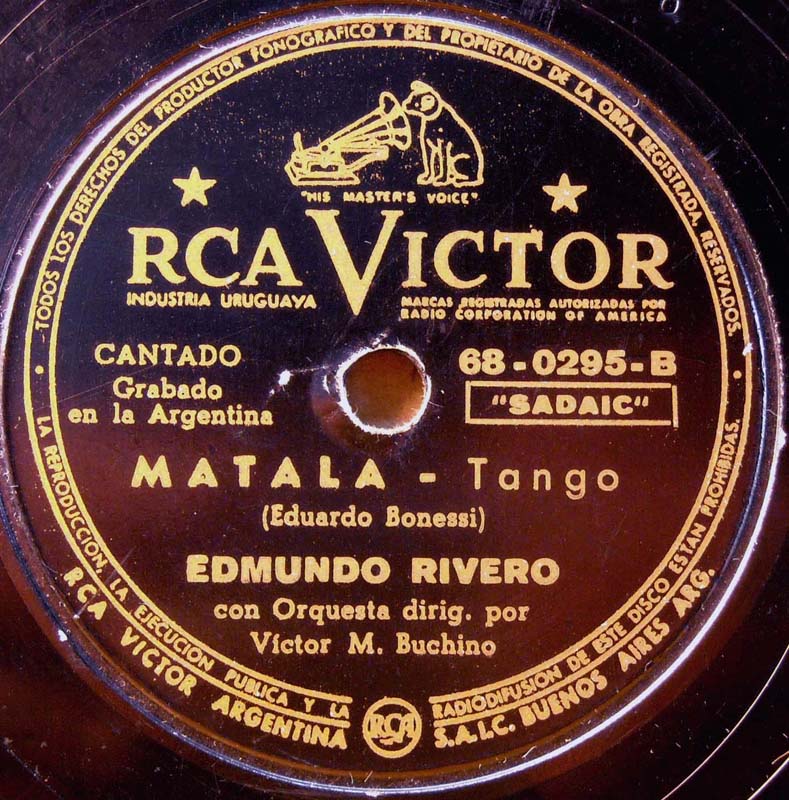 TODOS LOS DERECHOS DEL PRODUCTOR FONOGRAFICO Y DEL PROPIETARIO DE LA OBRA REGISTRADA, RESERVADOS.
"HIS MASTER'S VOICE"
RCA VICTOR
INDUSTRIA URUGUAYA
MARCAS REGISTRADAS AUTORIZADAS POR
RADIO CORPORATION OF AMERICA
CANTADO
68-0295-B
Grabado
en la Argentina
"SADAIC"
MATALA - Tango
(Eduardo Bonessi)
EDMUNDO RIVERO
con Orquesta dirig. por
Víctor M. Buchino
LA REPRODUCCION, LA EJECUCION PUBLICA Y LA RADIODIFUSION DE ESTE DISCO ESTAN PROHIBIDAS.
RCA VICTOR ARGENTINA RCA S.A.I.C. BUENOS AIRES ARG.